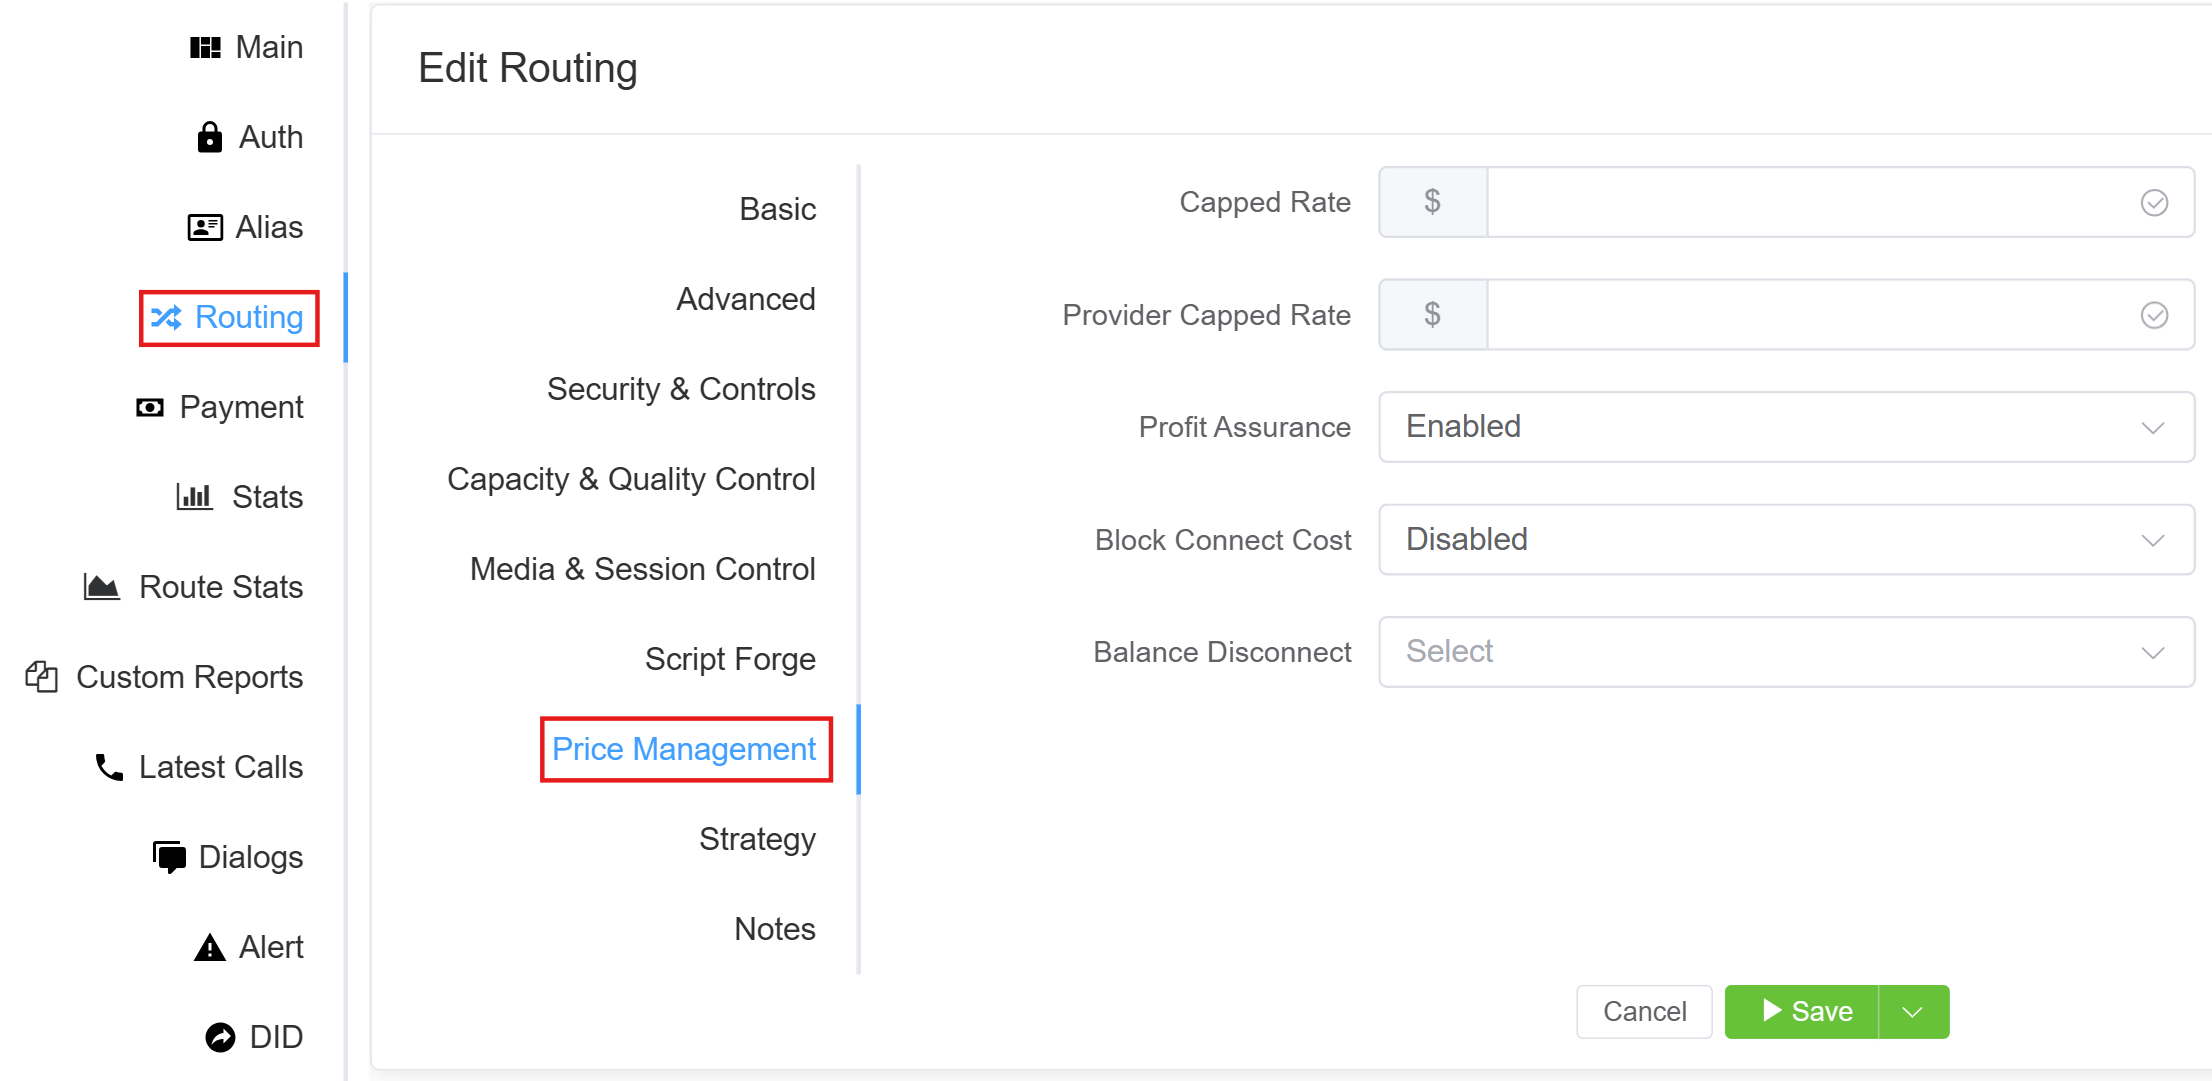 Main
Auth
Alias
Routing
Payment
Stats
Route Stats
Custom Reports
Latest Calls
Dialogs
Alert
DID
Edit Routing
Basic
Advanced
Security & Controls
Capacity & Quality Control
Media & Session Control
Script Forge
Price Management
Strategy
Notes
Capped Rate $
Provider Capped Rate $
Profit Assurance Enabled
Block Connect Cost Disabled
Balance Disconnect Select
Cancel Save